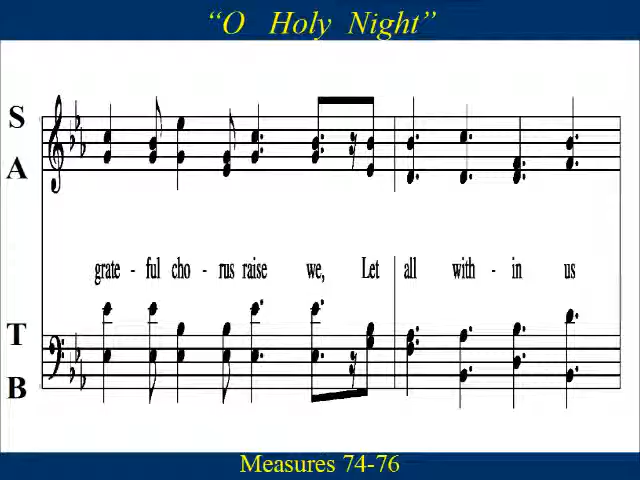 “O Holy Night”
S
A
grate - ful cho - rus raise we, Let all with - in us
T
B
Measures 74-76